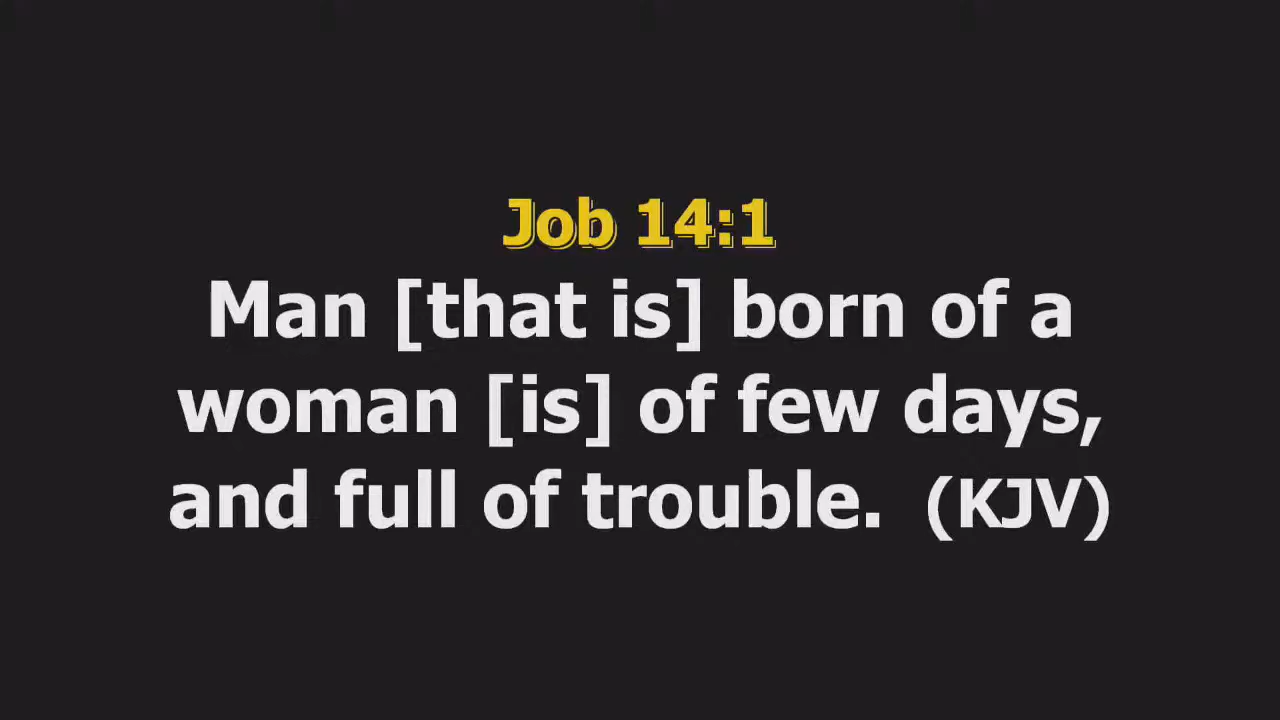 Job 14:1
Man [that is] born of a
woman [is] of few days,
and full of trouble.  (KJV)